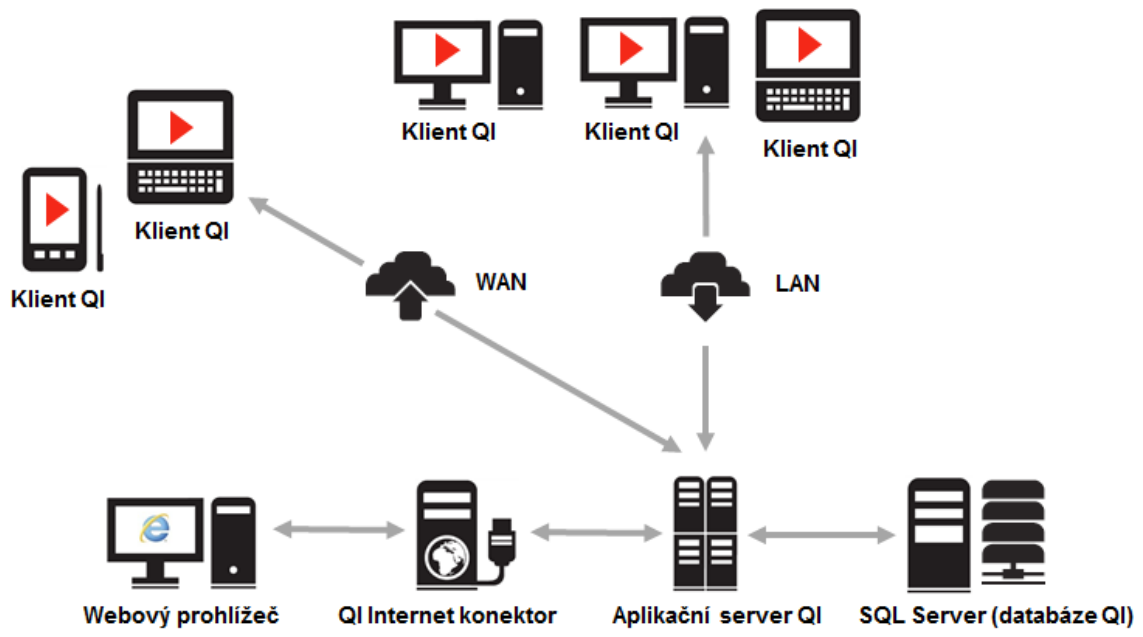 Klient QI
Klient QI
Klient QI
Klient QI
Klient QI
WAN
LAN
Webový prohlížeč
QI Internet konektor
Aplikační server QI
SQL Server (databáze QI)